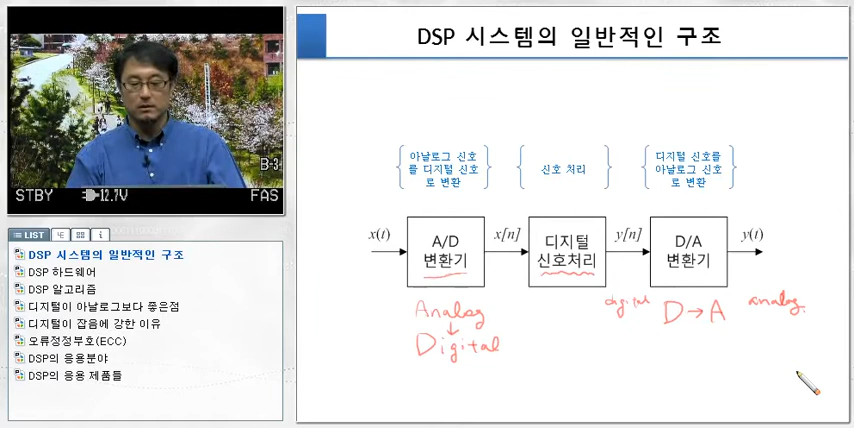 B-3
STBY
12.7V
FAS
LIST
DSP 시스템의 일반적인 구조
DSP 하드웨어
DSP 알고리즘
디지털이 아날로그보다 좋은점
디지털이 잡음에 강한 이유
오류정정부호(ECC)
DSP의 응용분야
DSP의 응용 제품들
DSP 시스템의 일반적인 구조
아날로그 신호
를 디지털 신호
로 변환
신호 처리
디지털 신호를
아날로그 신호
로 변환
x(t)
A/D
변환기
x[n]
디지털
신호처리
y[n]
D/A
변환기
y(t)
Analog
↓
Digital
digital
D→A
analog.